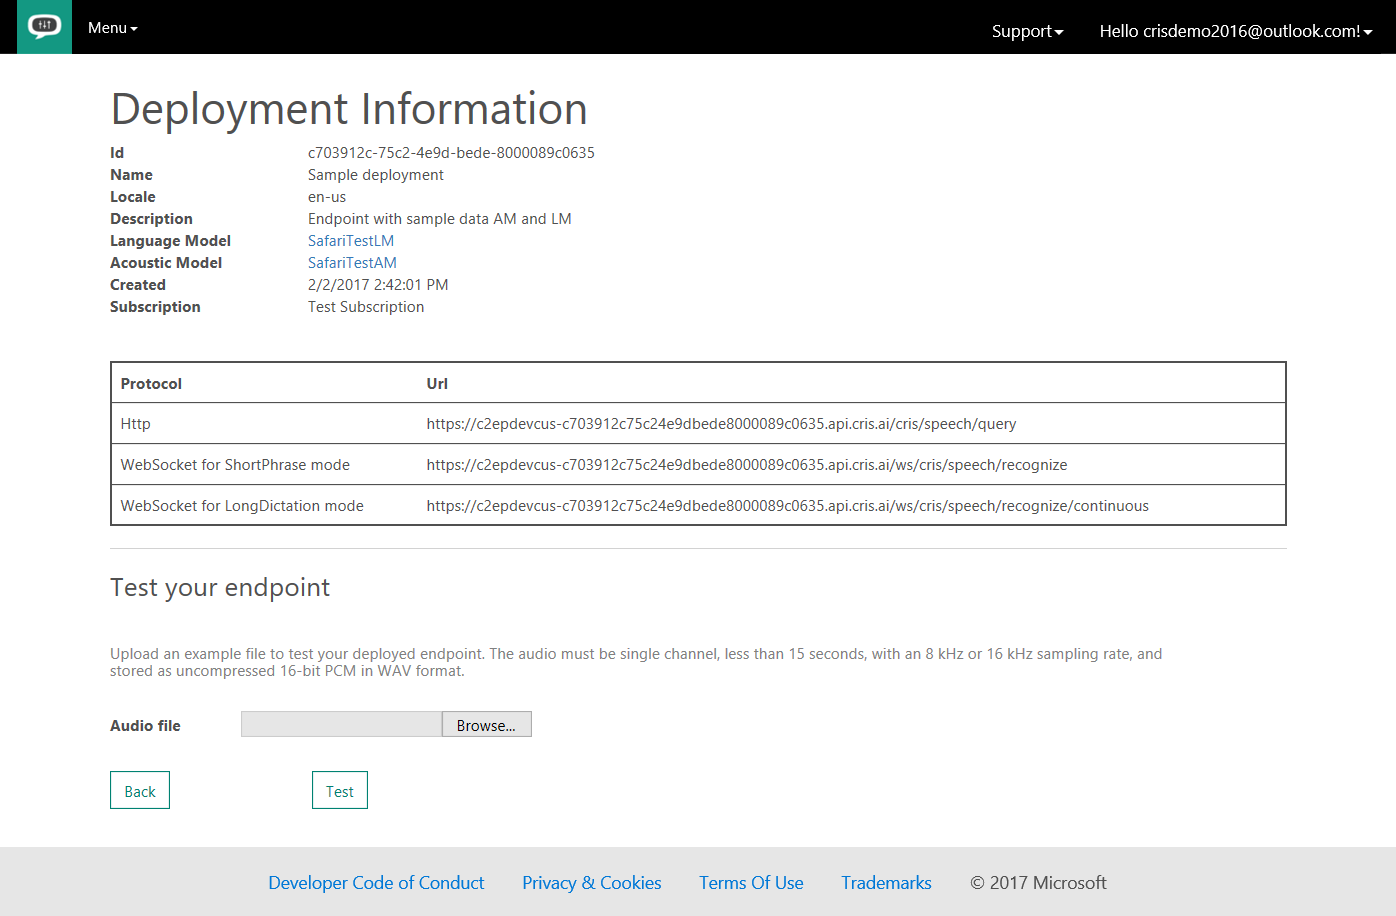 Menu
Support
Hello crisdemo2016@outlook.com!
Deployment Information
Id c703912c-75c2-4e9d-bede-8000089c0635
Name Sample deployment
Locale en-us
Description Endpoint with sample data AM and LM
Language Model SafariTestLM
Acoustic Model SafariTestAM
Created 2/2/2017 2:42:01 PM
Subscription Test Subscription
Protocol Url
Http https://c2epdevcus-c703912c75c24e9dbede8000089c0635.api.cris.ai/cris/speech/query
WebSocket for ShortPhrase mode https://c2epdevcus-c703912c75c24e9dbede8000089c0635.api.cris.ai/ws/cris/speech/recognize
WebSocket for LongDictation mode https://c2epdevcus-c703912c75c24e9dbede8000089c0635.api.cris.ai/ws/cris/speech/recognize/continuous
Test your endpoint
Upload an example file to test your deployed endpoint. The audio must be single channel, less than 15 seconds, with an 8 kHz or 16 kHz sampling rate, and
stored as uncompressed 16-bit PCM in WAV format.
Audio file Browse...
Back Test
Developer Code of Conduct Privacy & Cookies Terms Of Use Trademarks © 2017 Microsoft